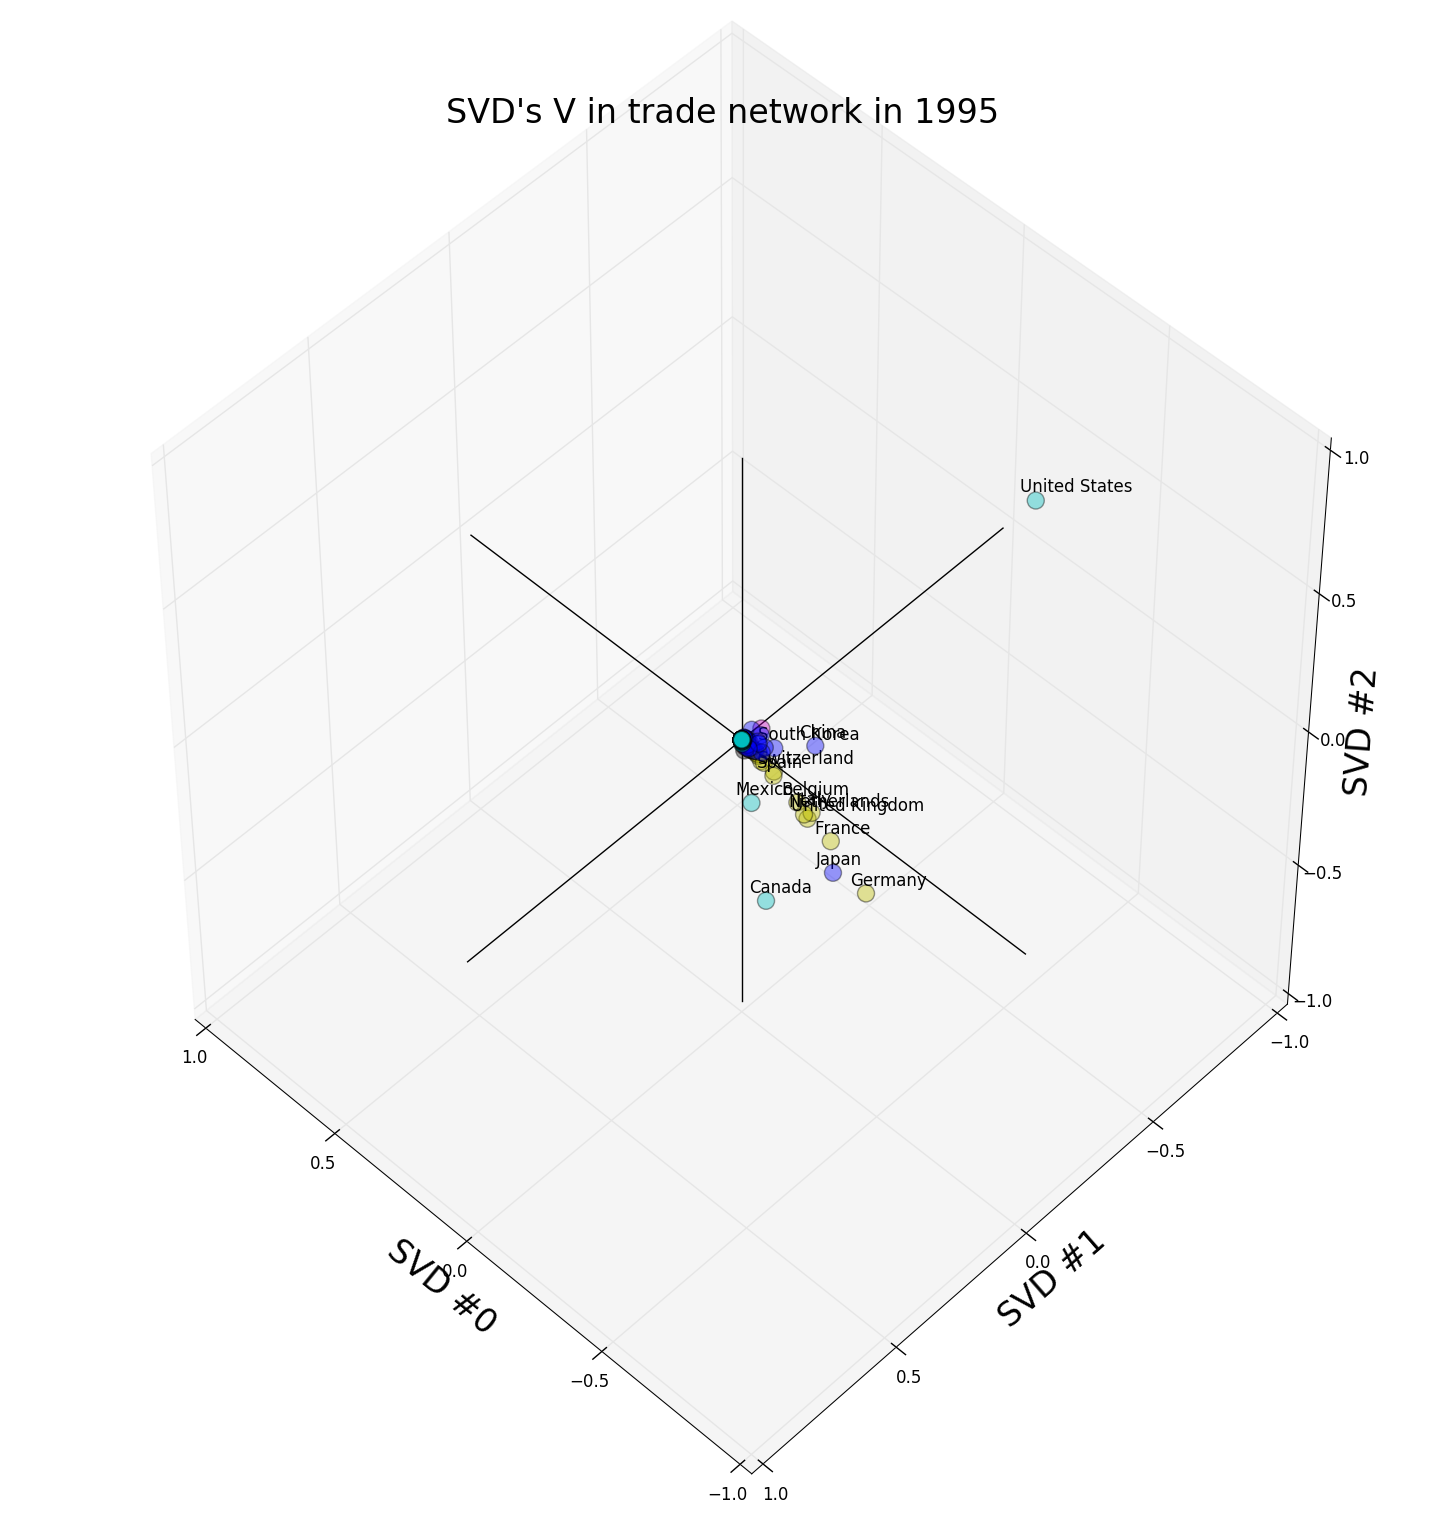 SVD's V in trade network in 1995
United States
China
South Korea
Switzerland
Spain
Mexico
Belgium
Netherlands
United Kingdom
France
Japan
Germany
Canada
1.0
0.5
0.0
−0.5
−1.0
SVD #2
−1.0
−0.5
0.0
0.5
1.0
SVD #1
1.0
0.5
0.0
−0.5
−1.0
SVD #0